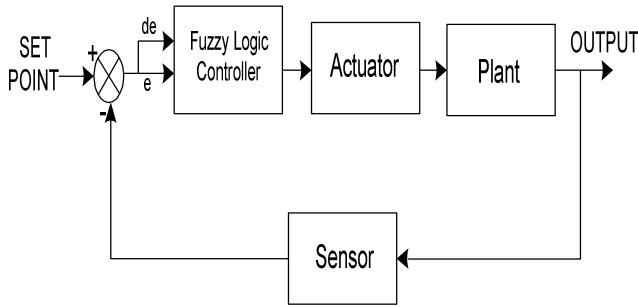 SET
POINT
+
-
de
e
Fuzzy Logic
Controller
Actuator
Plant
OUTPUT
Sensor